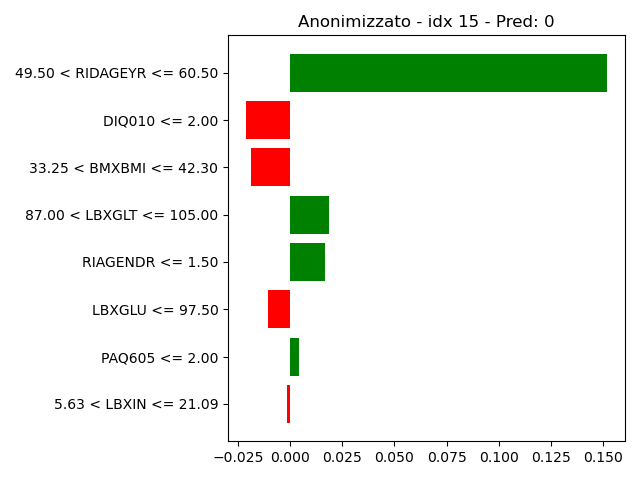 Anonimizzato - idx 15 - Pred: 0
49.50 < RIDAGEYR <= 60.50
DIQ010 <= 2.00
33.25 < BMXBMI <= 42.30
87.00 < LBXGLT <= 105.00
RIAGENDR <= 1.50
LBXGLU <= 97.50
PAQ605 <= 2.00
5.63 < LBXIN <= 21.09
−0.025 0.000 0.025 0.050 0.075 0.100 0.125 0.150